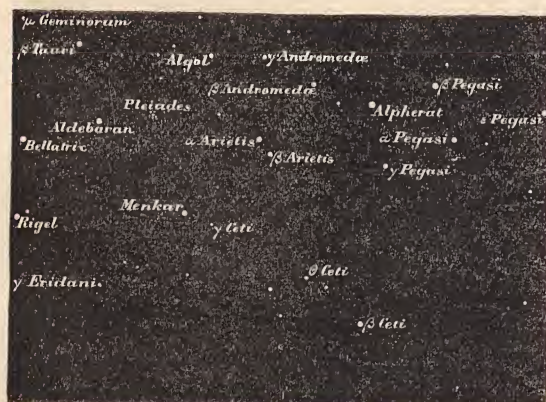 μ Geminorum
β Tauri
Algol
γ Andromedæ
β Andromedæ
β Pegasi
Pleiades
Alpherat
ε Pegasi
Aldebaran
Bellatrix
α Arietis
α Pegasi
β Arietis
γ Pegasi
Menkar
Rigel
γ Ceti
θ Ceti
γ Eridani
β Ceti